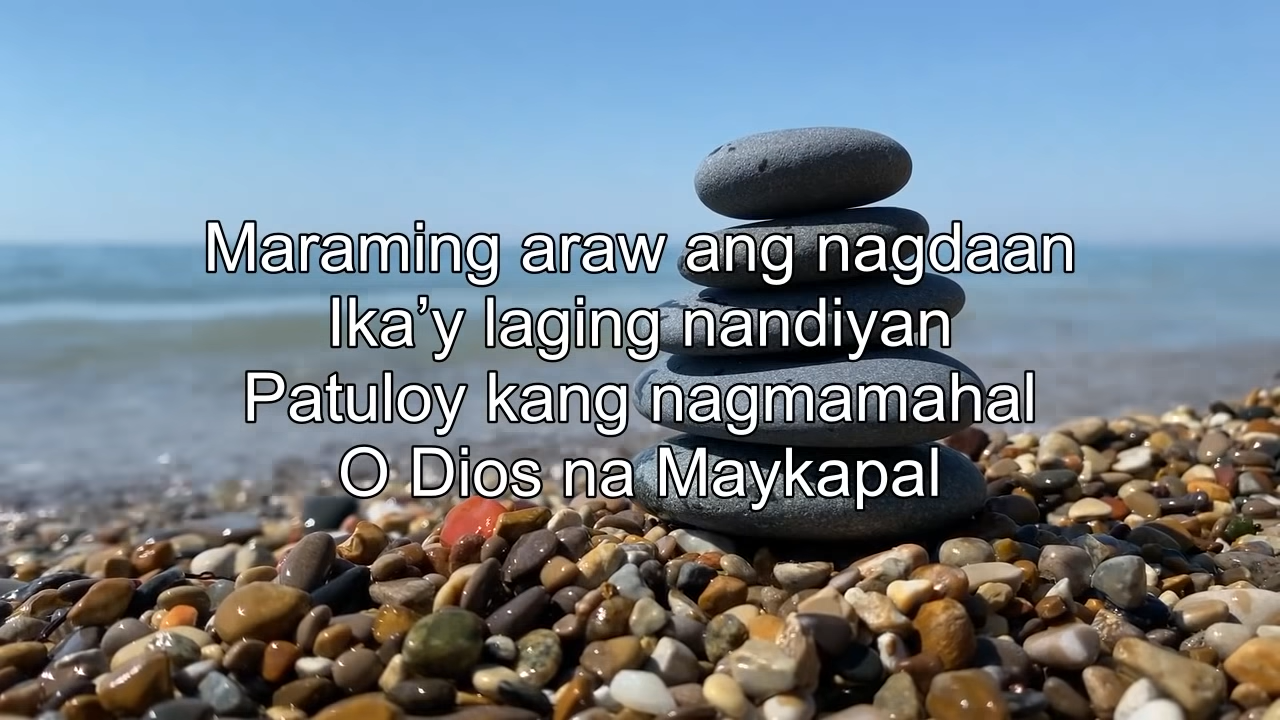 Maraming araw ang nagdaan
Ika’y laging nandiyan
Patuloy kang nagmamahal
O Dios na Maykapal